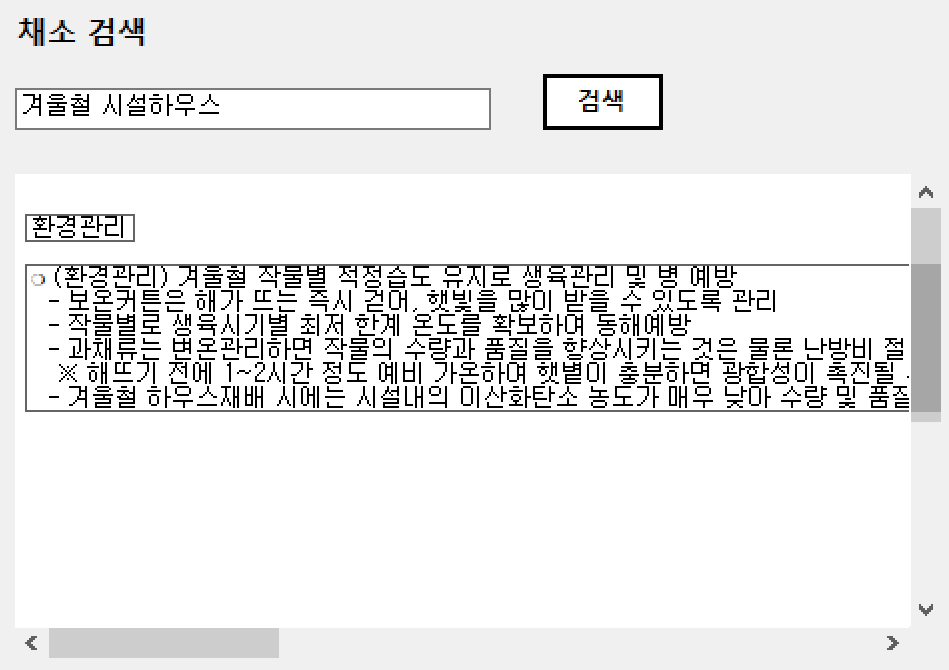 채소 검색
겨울철 시설하우스
검색
환경관리
○ (환경관리) 겨울철 작물별 적정습도 유지로 생육관리 및 병 예방
- 보온커튼은 해가 뜨는 즉시 걷어, 햇빛을 많이 받을 수 있도록 관리
- 작물별로 생육시기별 최저 한계 온도를 확보하여 동해예방
- 과채류는 변온관리하면 작물의 수량과 품질을 향상시키는 것은 물론 난방비 절
※ 해뜨기 전에 1~2시간 정도 예비 가온하여 햇볕이 충분하면 광합성이 촉진될
- 겨울철 하우스재배 시에는 시설내의 이산화탄소 농도가 매우 낮아 수량 및 품질